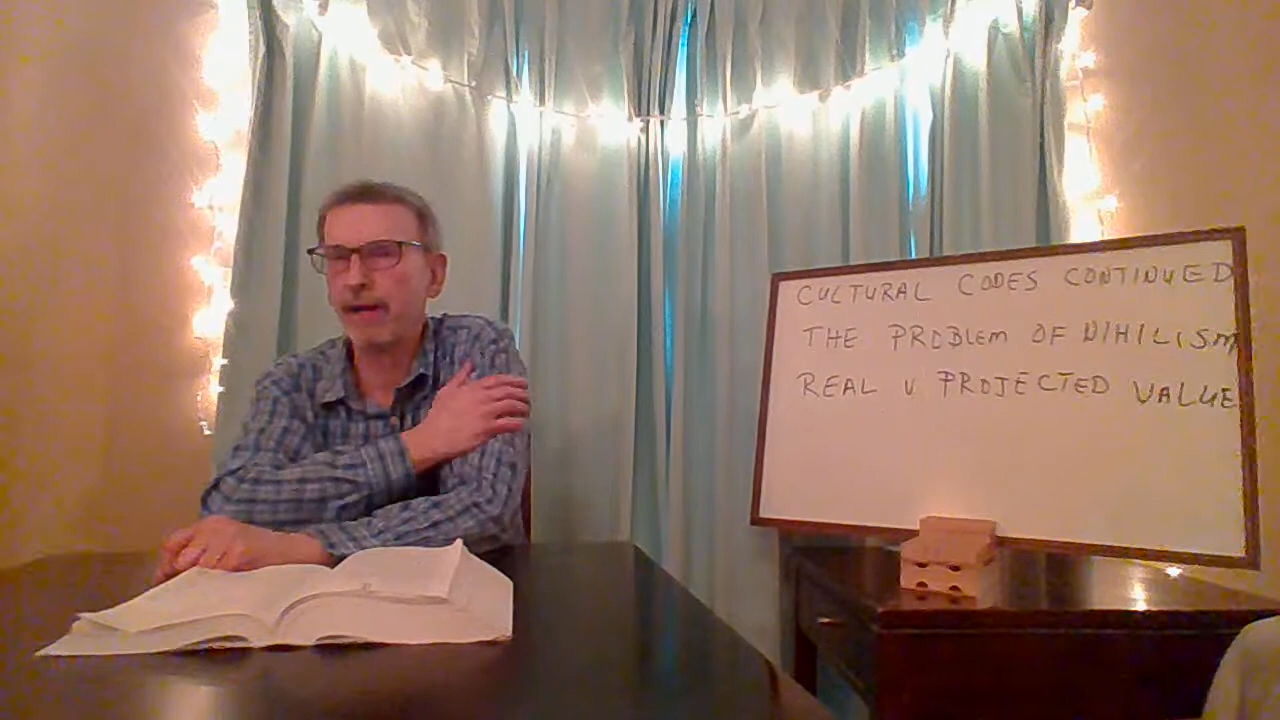 CULTURAL CODES CONTINUED
THE PROBLEM OF NIHILISM
REAL V PROJECTED VALUE